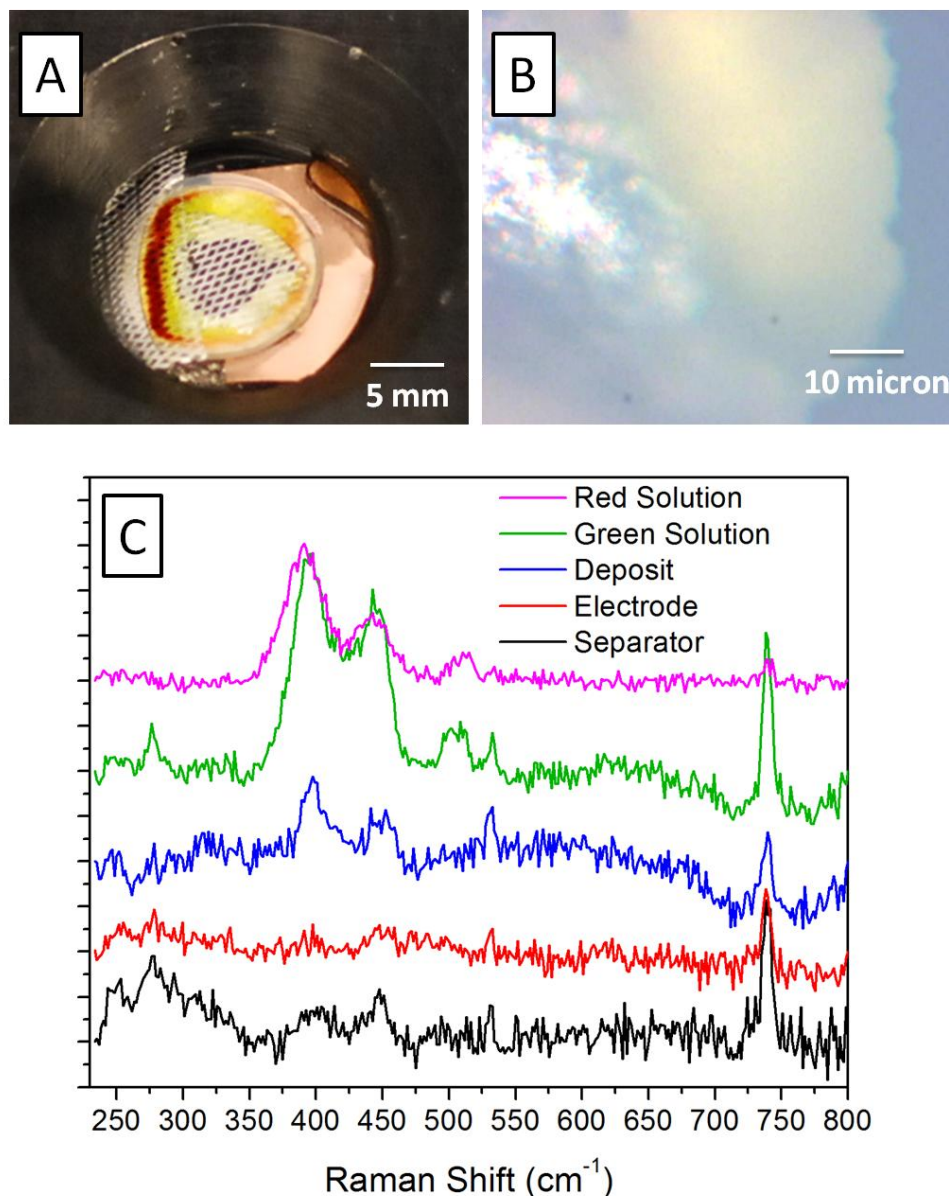 A
5 mm
B
10 micron
C
Red Solution
Green Solution
Deposit
Electrode
Separator
250 300 350 400 450 500 550 600 650 700 750 800
Raman Shift (cm⁻¹)